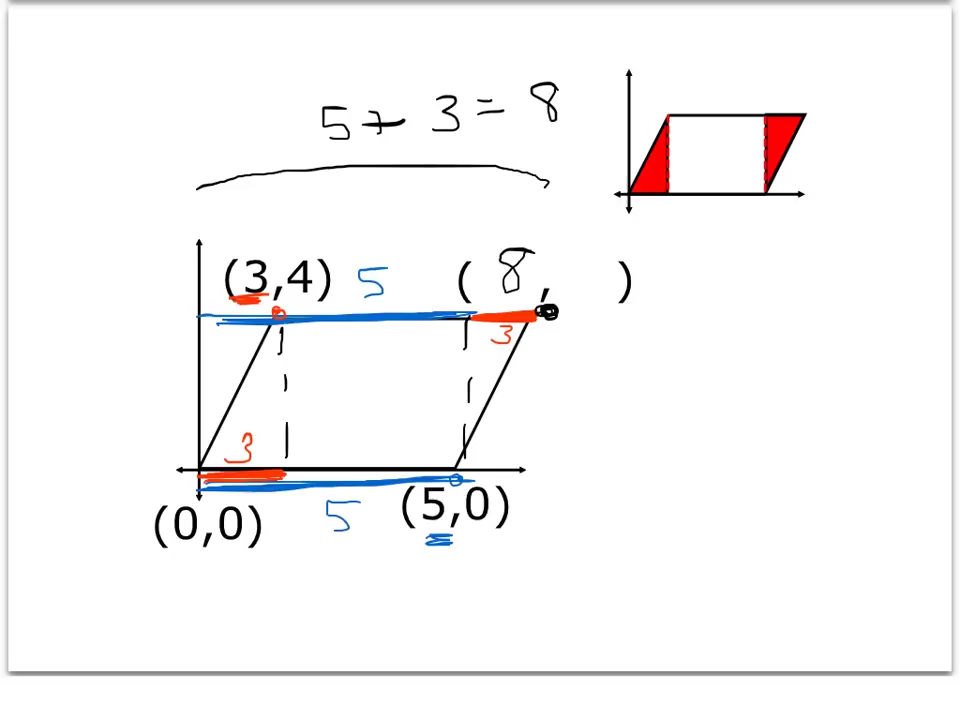 5 + 3 = 8
(3,4) 5 ( 8, )
3
3
(0,0) 5 (5,0)